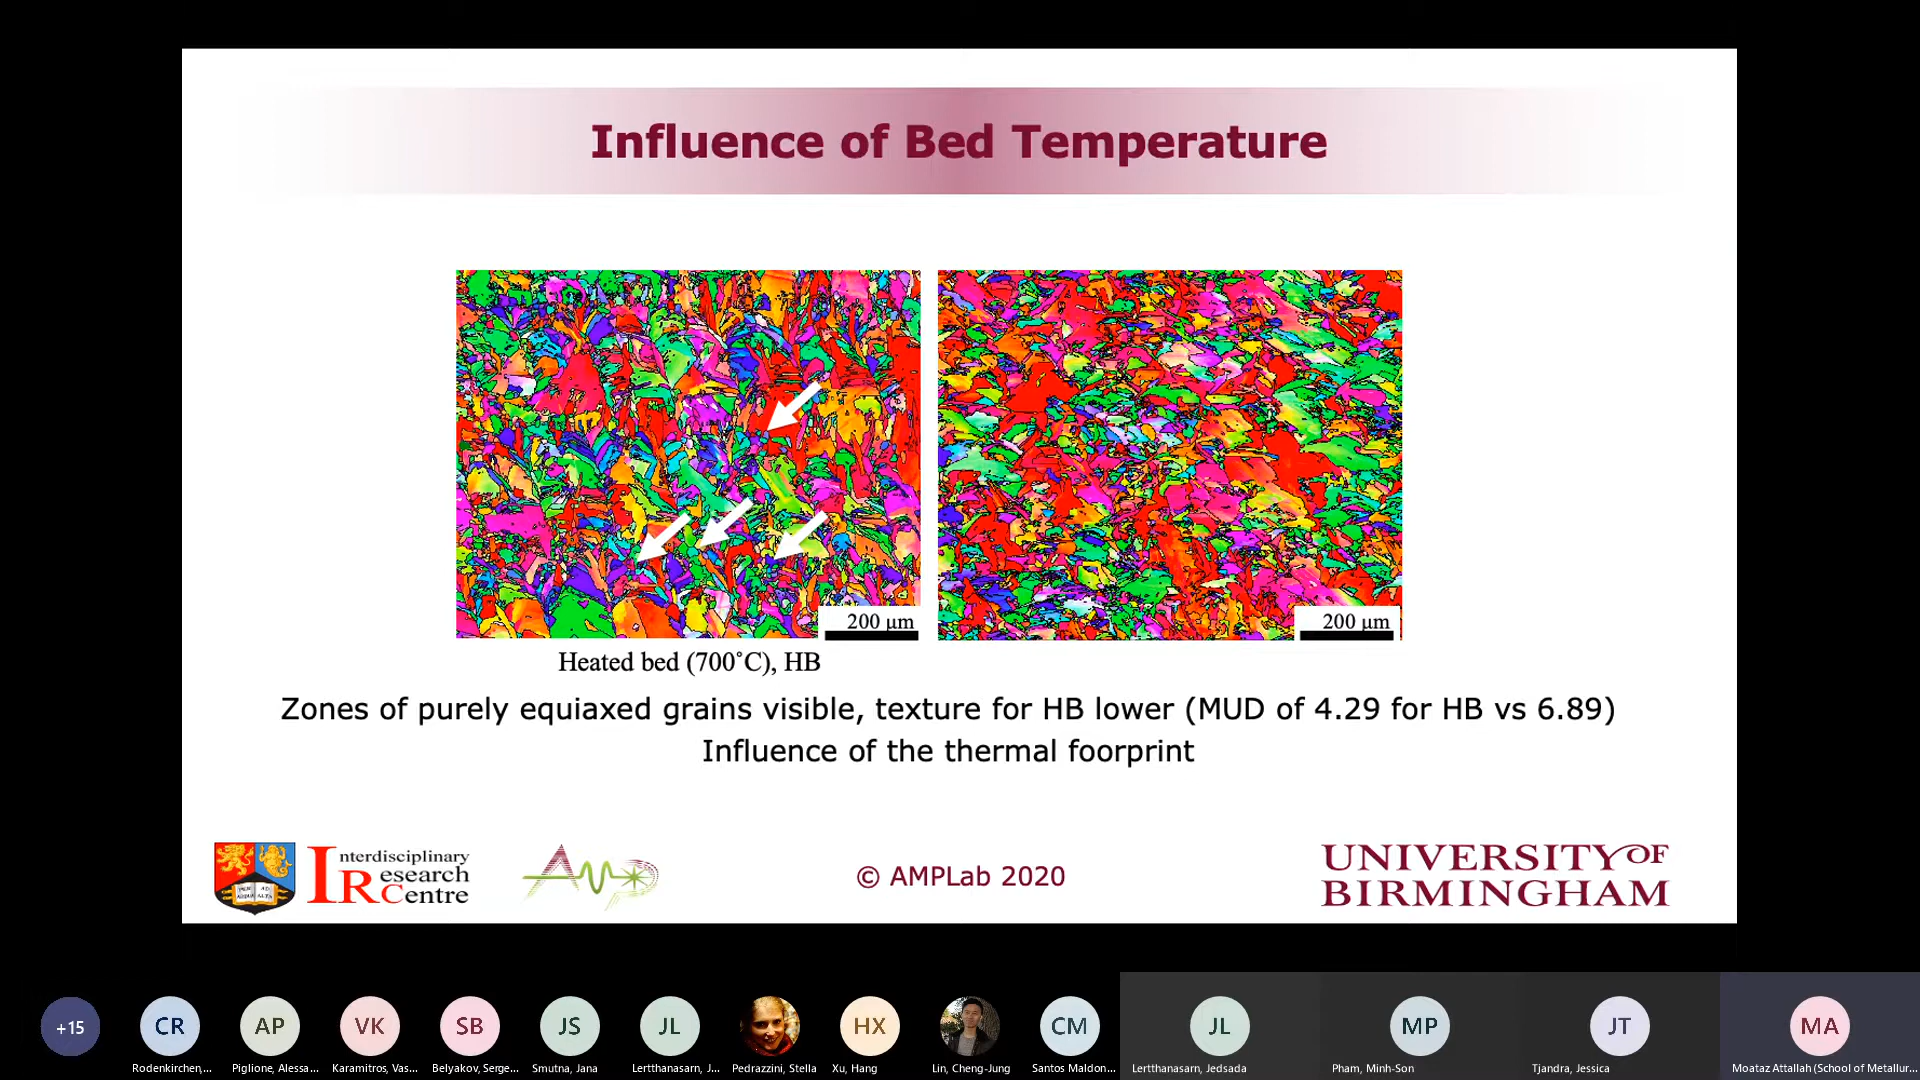 Influence of Bed Temperature
200 μm
200 μm
Heated bed (700˚C), HB
Zones of purely equiaxed grains visible, texture for HB lower (MUD of 4.29 for HB vs 6.89)
Influence of the thermal foorprint
Interdisciplinary
Research
Centre
© AMPLab 2020
UNIVERSITY OF
BIRMINGHAM
+15
CR
AP
VK
SB
JS
JL
HX
CM
JL
MP
JT
MA
Rodenkirchen,...
Piglione, Alessa...
Karamitros, Vas...
Belyakov, Serge...
Smutna, Jana
Lertthanasarn, J...
Pedrazzini, Stella
Xu, Hang
Lin, Cheng-Jung
Santos Maldon...
Lertthanasarn, Jedsada
Pham, Minh-Son
Tjandra, Jessica
Moataz Attallah (School of Metallur...